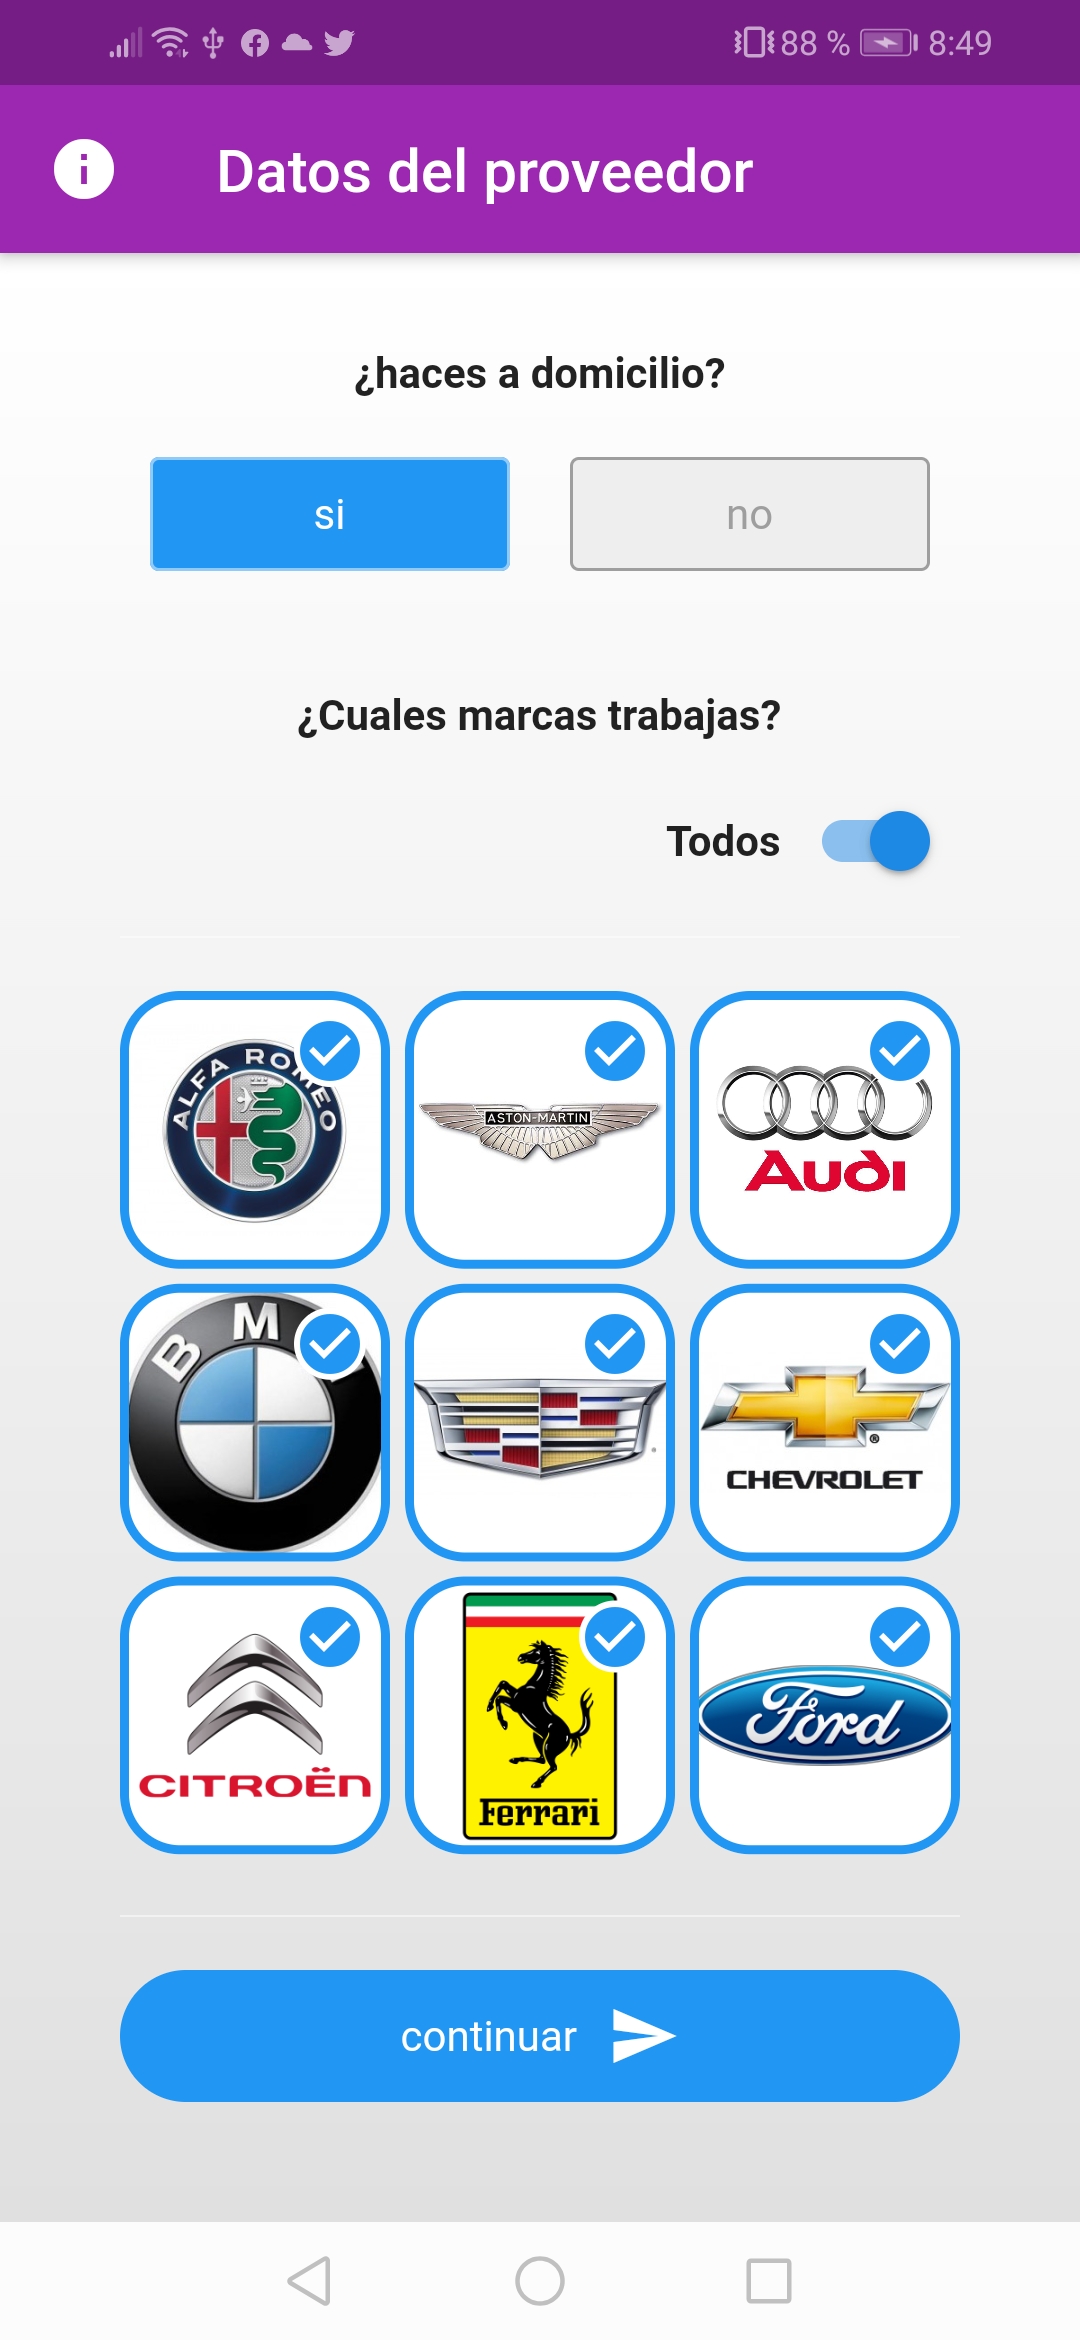 88 % 8:49
Datos del proveedor
¿haces a domicilio?
si no
¿Cuales marcas trabajas?
Todos
ALFA ROMEO
ASTON-MARTIN
Audi
B M
CHEVROLET
CITROËN
Ferrari
Ford
continuar